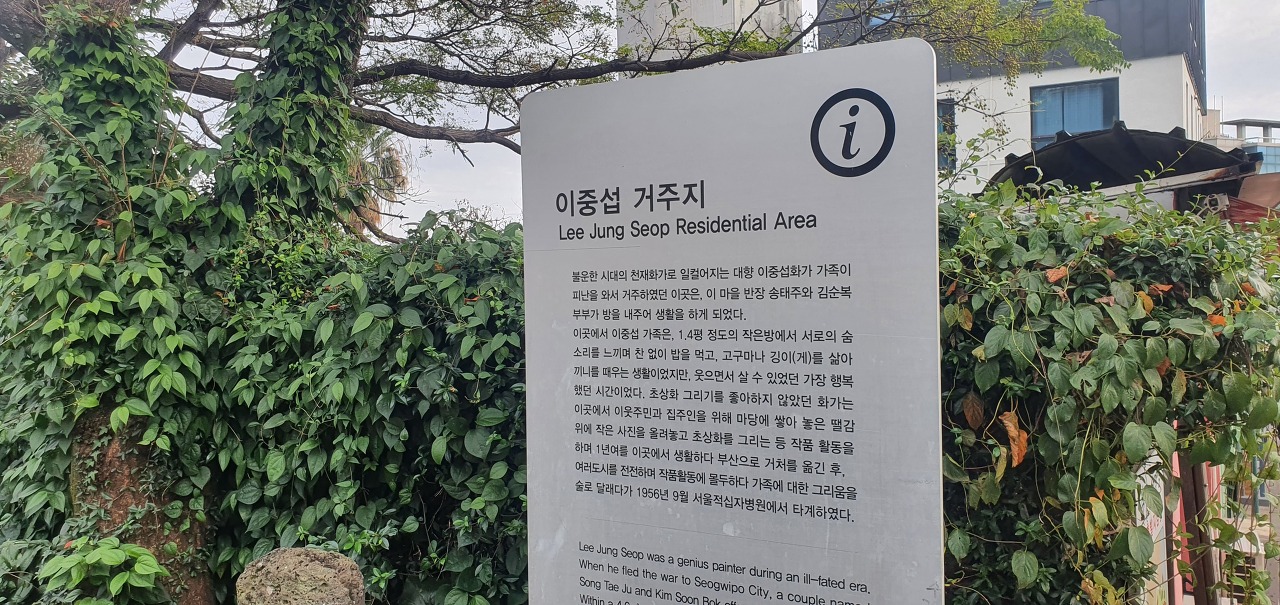 i
이중섭 거주지
Lee Jung Seop Residential Area
불운한 시대의 천재화가로 일컬어지는 대향 이중섭화가 가족이
피난을 와서 거주하였던 이곳은, 이 마을 반장 송태주와 김순복
부부가 방을 내주어 생활을 하게 되었다.
이곳에서 이중섭 가족은, 1.4평 정도의 작은방에서 서로의 숨
소리를 느끼며 찬 없이 밥을 먹고, 고구마나 깅이(게)를 삶아
끼니를 때우는 생활이었지만, 웃으면서 살 수 있었던 가장 행복
했던 시간이었다. 초상화 그리기를 좋아하지 않았던 화가는
이곳에서 이웃주민과 집주인을 위해 마당에 쌓아 놓은 땔감
위에 작은 사진을 올려놓고 초상화를 그리는 등 작품 활동을
하며 1년여를 이곳에서 생활하다 부산으로 거처를 옮긴 후,
여러도시를 전전하며 작품활동에 몰두하다 가족에 대한 그리움을
술로 달래다가 1956년 9월 서울적십자병원에서 타계하였다.
Lee Jung Seop was a genius painter during an ill-fated era.
When he fled the war to Seogwipo City, a couple
Song Tae Ju and Kim Soon Bok
Within a